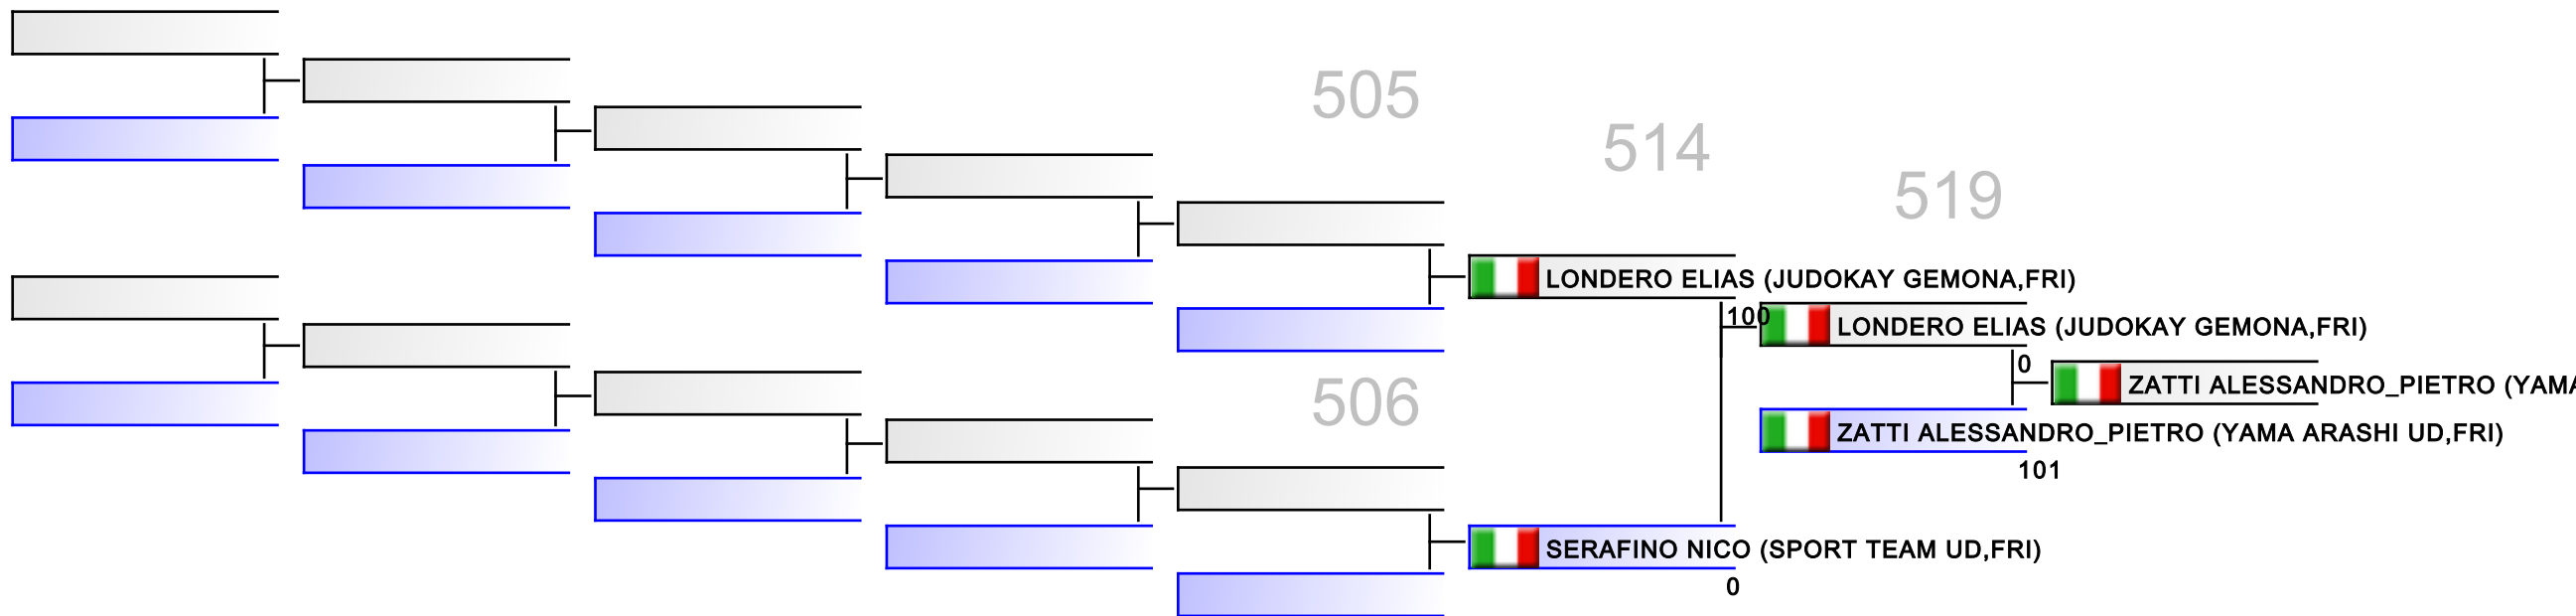 505
514
519
LONDERO ELIAS (JUDOKAY GEMONA,FRI)
100
LONDERO ELIAS (JUDOKAY GEMONA,FRI)
0
ZATTI ALESSANDRO_PIETRO (YAMA
506
ZATTI ALESSANDRO_PIETRO (YAMA ARASHI UD,FRI)
101
SERAFINO NICO (SPORT TEAM UD,FRI)
0